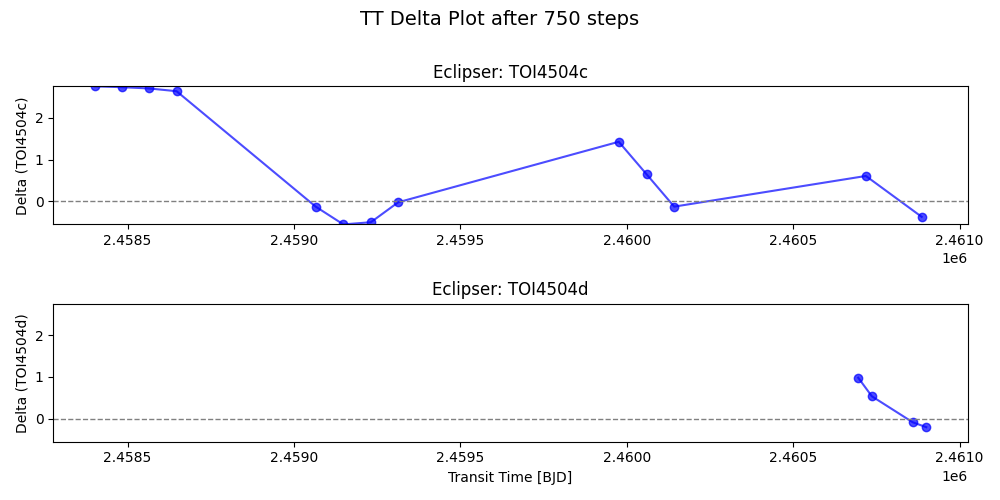 TT Delta Plot after 750 steps
Eclipser: TOI4504c
Delta (TOI4504c)
2
1
0
2.4585 2.4590 2.4595 2.4600 2.4605 2.4610
1e6
Eclipser: TOI4504d
Delta (TOI4504d)
2
1
0
2.4585 2.4590 2.4595 2.4600 2.4605 2.4610
1e6
Transit Time [BJD]